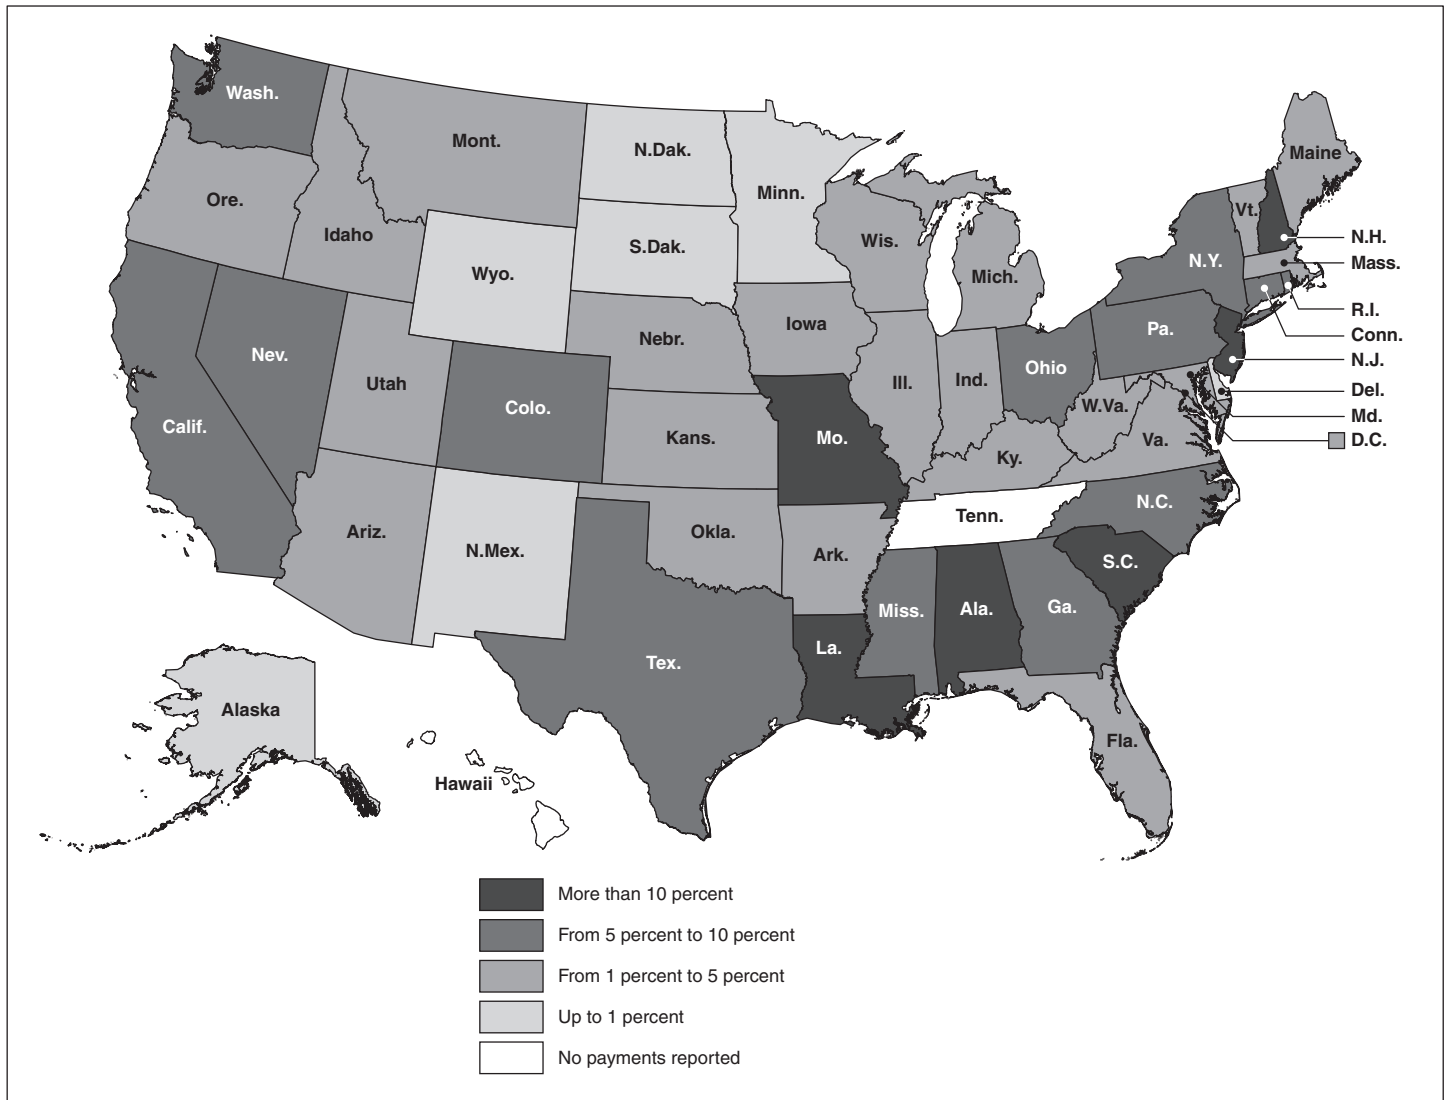 Wash.
Mont.
N.Dak.
Minn.
Maine
Ore.
Idaho
Wyo.
S.Dak.
Wis.
Mich.
Vt.
N.H.
Mass.
N.Y.
R.I.
Conn.
N.J.
Del.
Md.
D.C.
Nev.
Utah
Colo.
Nebr.
Iowa
Ill.
Ind.
Ohio
Pa.
W.Va.
Va.
Calif.
Kans.
Mo.
Ky.
Ariz.
N.Mex.
Okla.
Ark.
Tenn.
N.C.
S.C.
Tex.
La.
Miss.
Ala.
Ga.
Fla.
Alaska
Hawaii
More than 10 percent
From 5 percent to 10 percent
From 1 percent to 5 percent
Up to 1 percent
No payments reported